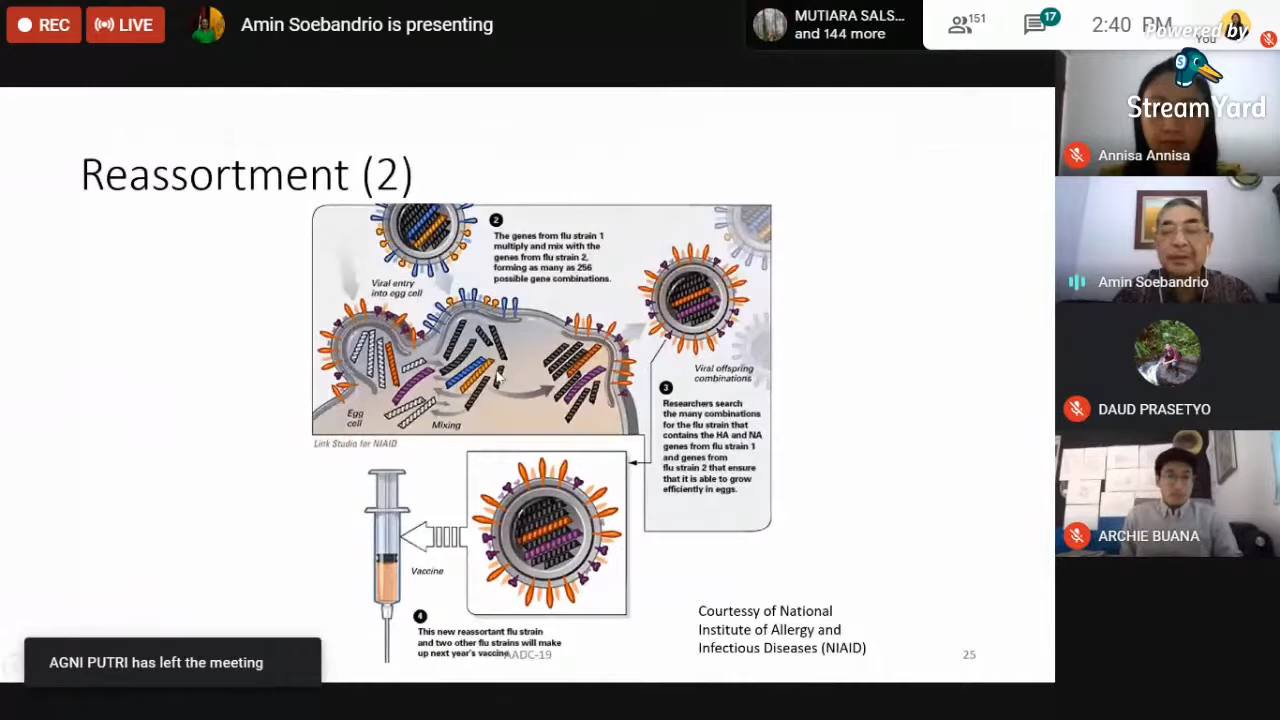 REC
LIVE
Amin Soebandrio is presenting
MUTIARA SALS...
and 144 more
151
17
2:40 PM
You
Powered by
StreamYard
Annisa Annisa
Amin Soebandrio
DAUD PRASETYO
ARCHIE BUANA
Reassortment (2)
2
The genes from flu strain 1
multiply and mix with the
genes from flu strain 2,
forming as many as 256
possible gene combinations.
Viral entry
into egg cell
Egg
cell
Mixing
Link Studio for NIAID
Viral offspring
combinations
3
Researchers search
the many combinations
for the flu strain that
contains the HA and NA
genes from flu strain 1
and genes from
flu strain 2 that ensure
that it is able to grow
efficiently in eggs.
Vaccine
4
This new reassortant flu strain
and two other flu strains will make
up next year's vaccine.
AADC-19
Courtessy of National
Institute of Allergy and
Infectious Diseases (NIAID)
25
AGNI PUTRI has left the meeting